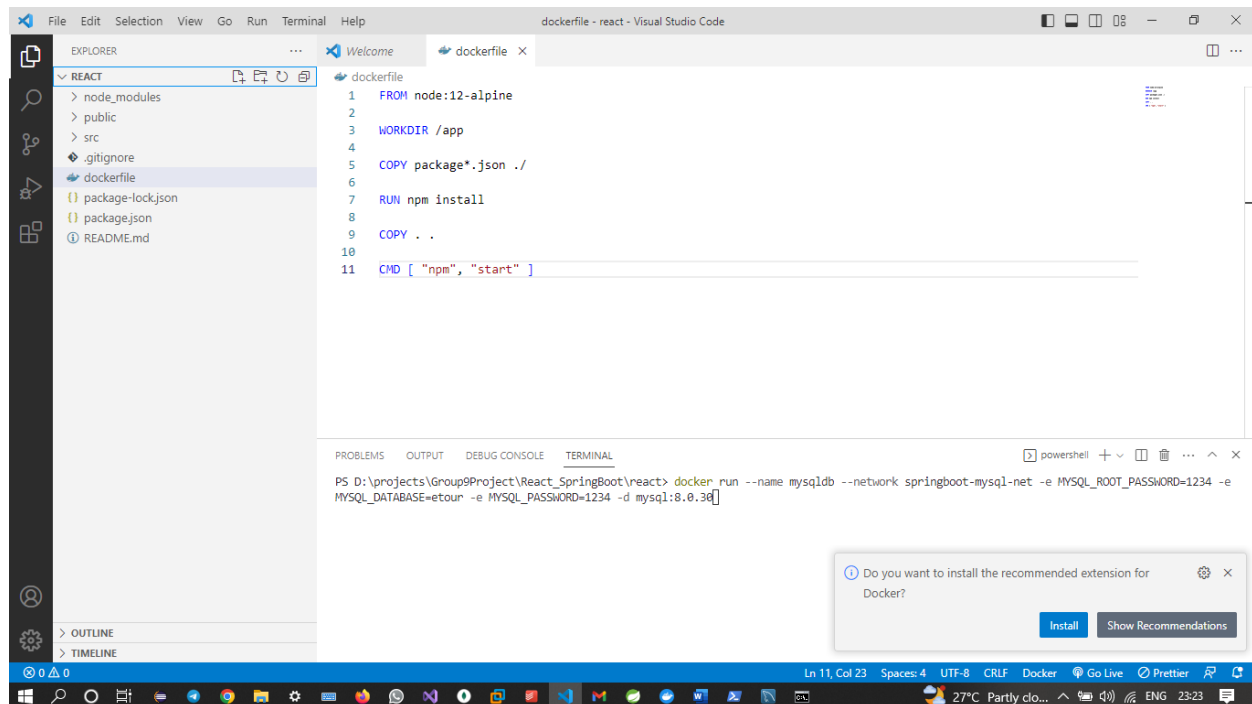 File Edit Selection View Go Run Terminal Help dockerfile - react - Visual Studio Code
EXPLORER
REACT
node_modules
public
src
.gitignore
dockerfile
package-lock.json
package.json
README.md
OUTLINE
TIMELINE
Welcome dockerfile
dockerfile
1 FROM node:12-alpine
2
3 WORKDIR /app
4
5 COPY package*.json ./
6
7 RUN npm install
8
9 COPY . .
10
11 CMD [ "npm", "start" ]
PROBLEMS OUTPUT DEBUG CONSOLE TERMINAL powershell
PS D:\projects\Group9Project\React_SpringBoot\react> docker run --name mysqldb --network springboot-mysql-net -e MYSQL_ROOT_PASSWORD=1234 -e
MYSQL_DATABASE=etour -e MYSQL_PASSWORD=1234 -d mysql:8.0.30
Do you want to install the recommended extension for
Docker?
Install Show Recommendations
0 0 Ln 11, Col 23 Spaces: 4 UTF-8 CRLF Docker Go Live Prettier
27°C Partly clo... ENG 23:23